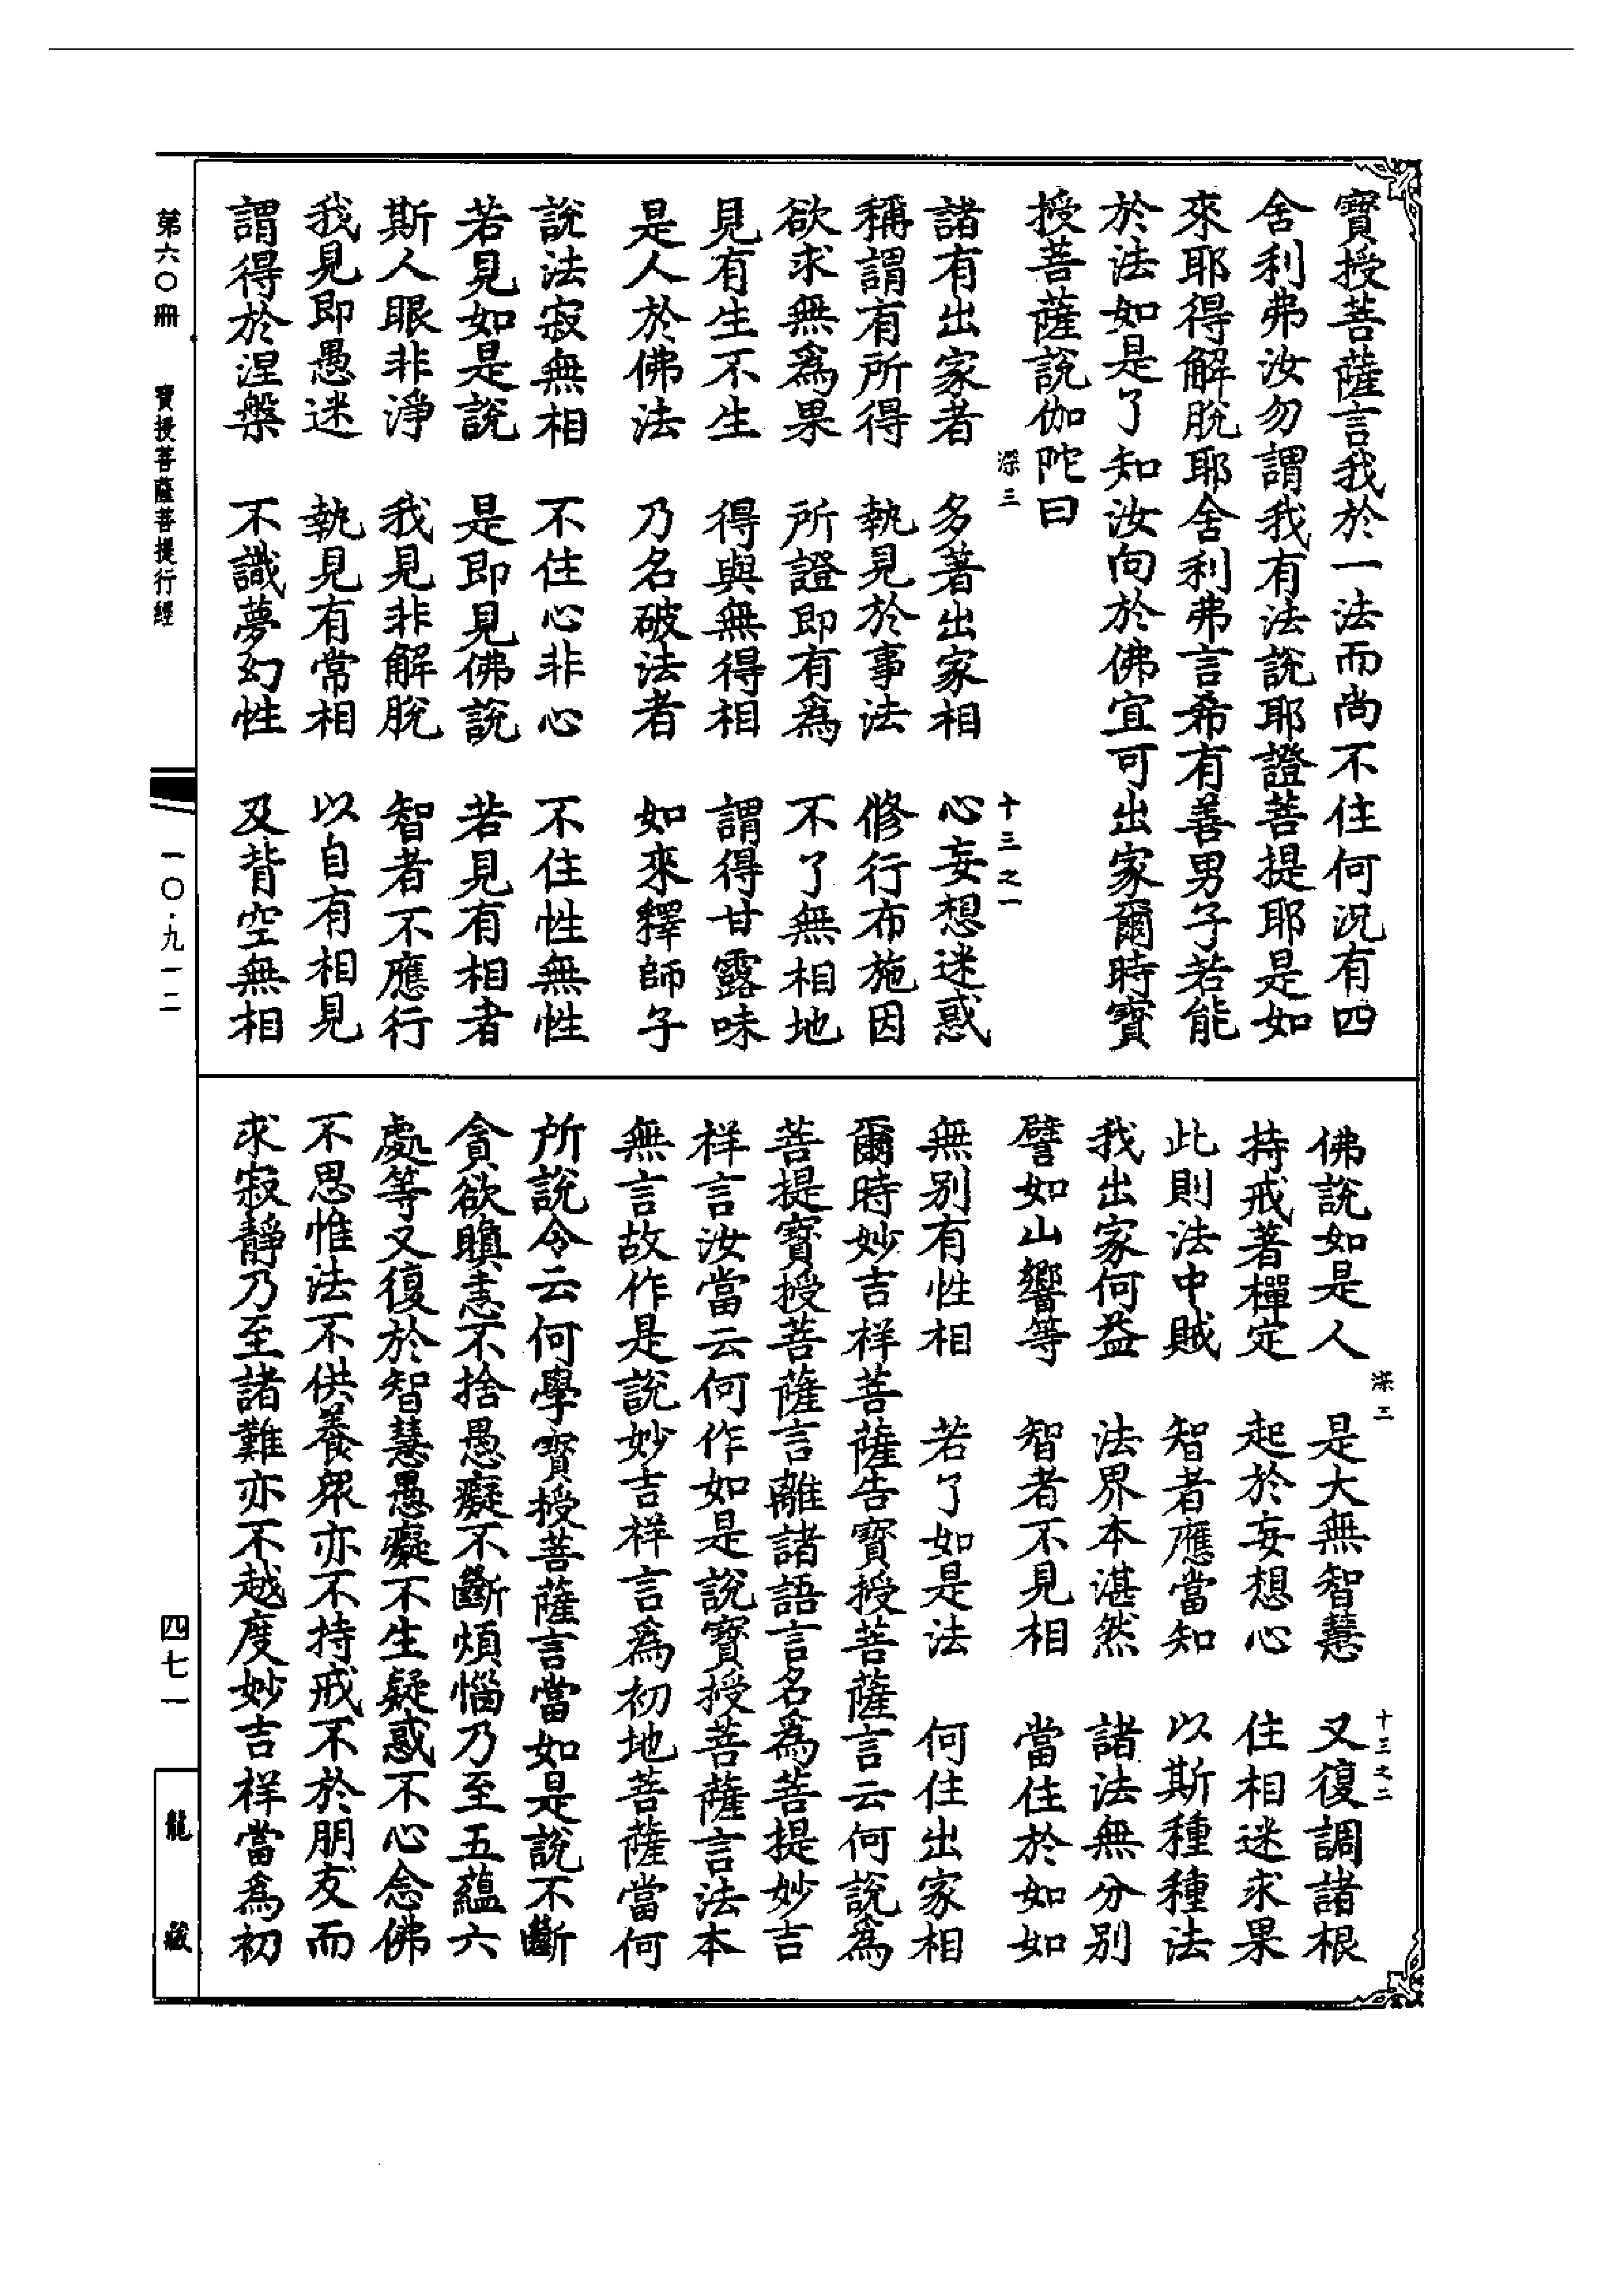 寶授菩薩言我於一法而尚不住何況有四
舍利弗汝勿謂我有法說耶證菩提耶是如
來耶得解脫耶舍利弗言希有善男子若能
於法如是了知汝向於佛宜可出家爾時寶
授菩薩說伽陀曰
深三 十三之一
諸有出家者 多著出家相 心妄想迷惑
稱謂有所得 執見於事法 修行布施因
欲求無為果 所證即有為 不了無相地
見有生不生 得與無得相 謂得甘露味
是人於佛法 乃名破法者 如來釋師子
說法寂無相 不住心非心 不住性無性
若見如是說 是即見佛說 若見有相者
斯人眼非淨 我見非解脫 智者不應行
我見即愚迷 執見有常相 以自有相見
謂得於涅槃 不識夢幻性 及背空無相
深三 十三之二
佛說如是人 是大無智慧 又復調諸根
持戒著禪定 起於妄想心 住相迷求果
此則法中賊 智者應當知 以斯種種法
我出家何益 法界本湛然 諸法無分別
譬如山響等 智者不見相 當住於如如
無別有性相 若了如是法 何住出家相
爾時妙吉祥菩薩告寶授菩薩言云何說為
菩提寶授菩薩言離諸語言名為菩提妙吉
祥言汝當云何作如是說寶授菩薩言法本
無言故作是說妙吉祥言為初地菩薩當何
所說令云何學寶授菩薩言當如是說不斷
貪欲瞋恚不捨愚癡不斷煩惱乃至五蘊六
處等又復於智慧愚癡不生疑惑不心念佛
不思惟法不供養眾亦不持戒不於朋友而
求寂靜乃至諸難亦不越度妙吉祥當為初
第六〇冊 寶授菩薩菩提行經
一〇·九一二
四七一
龍藏